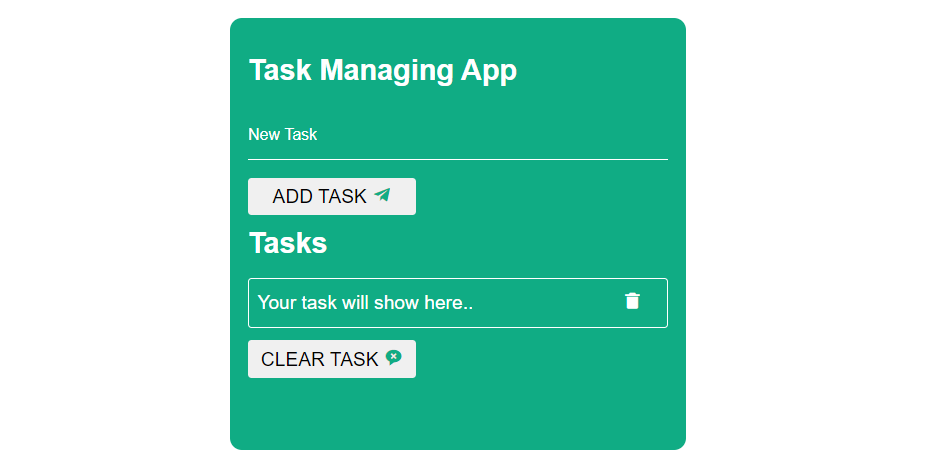 Task Managing App
New Task
ADD TASK
Tasks
Your task will show here..
CLEAR TASK